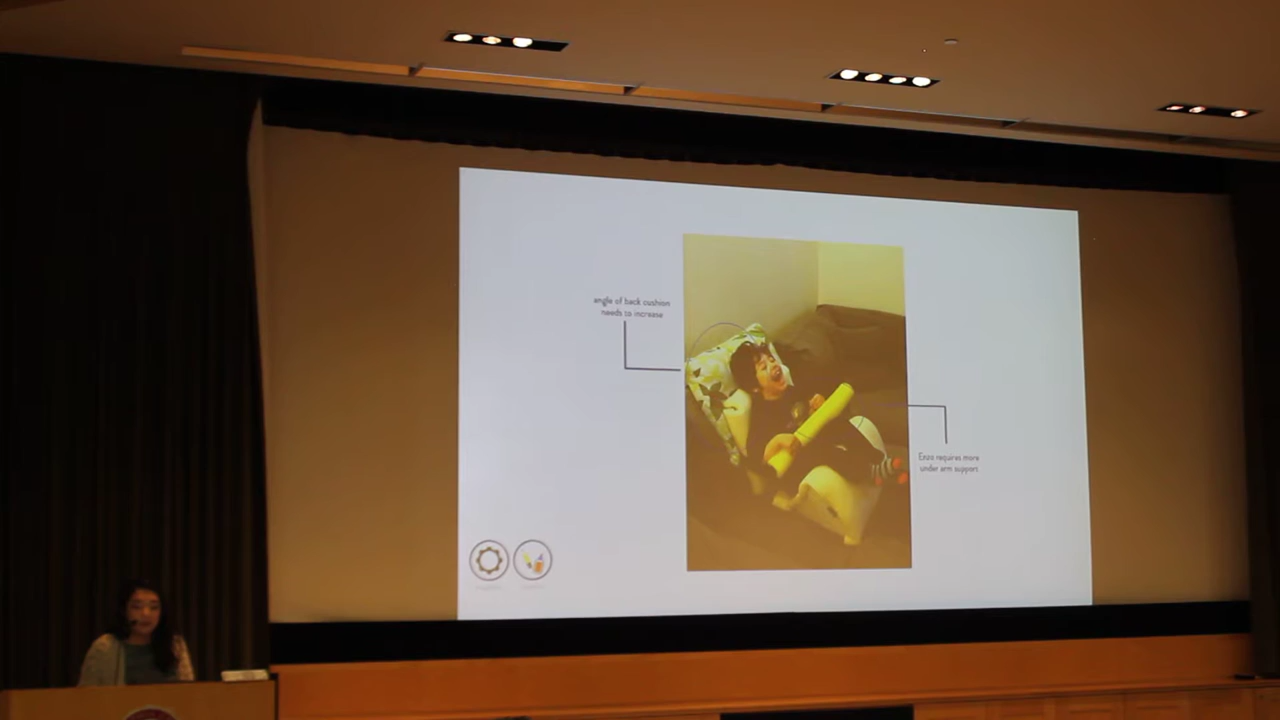 angle of back cushion
needs to increase
Enzo requires more
under arm support